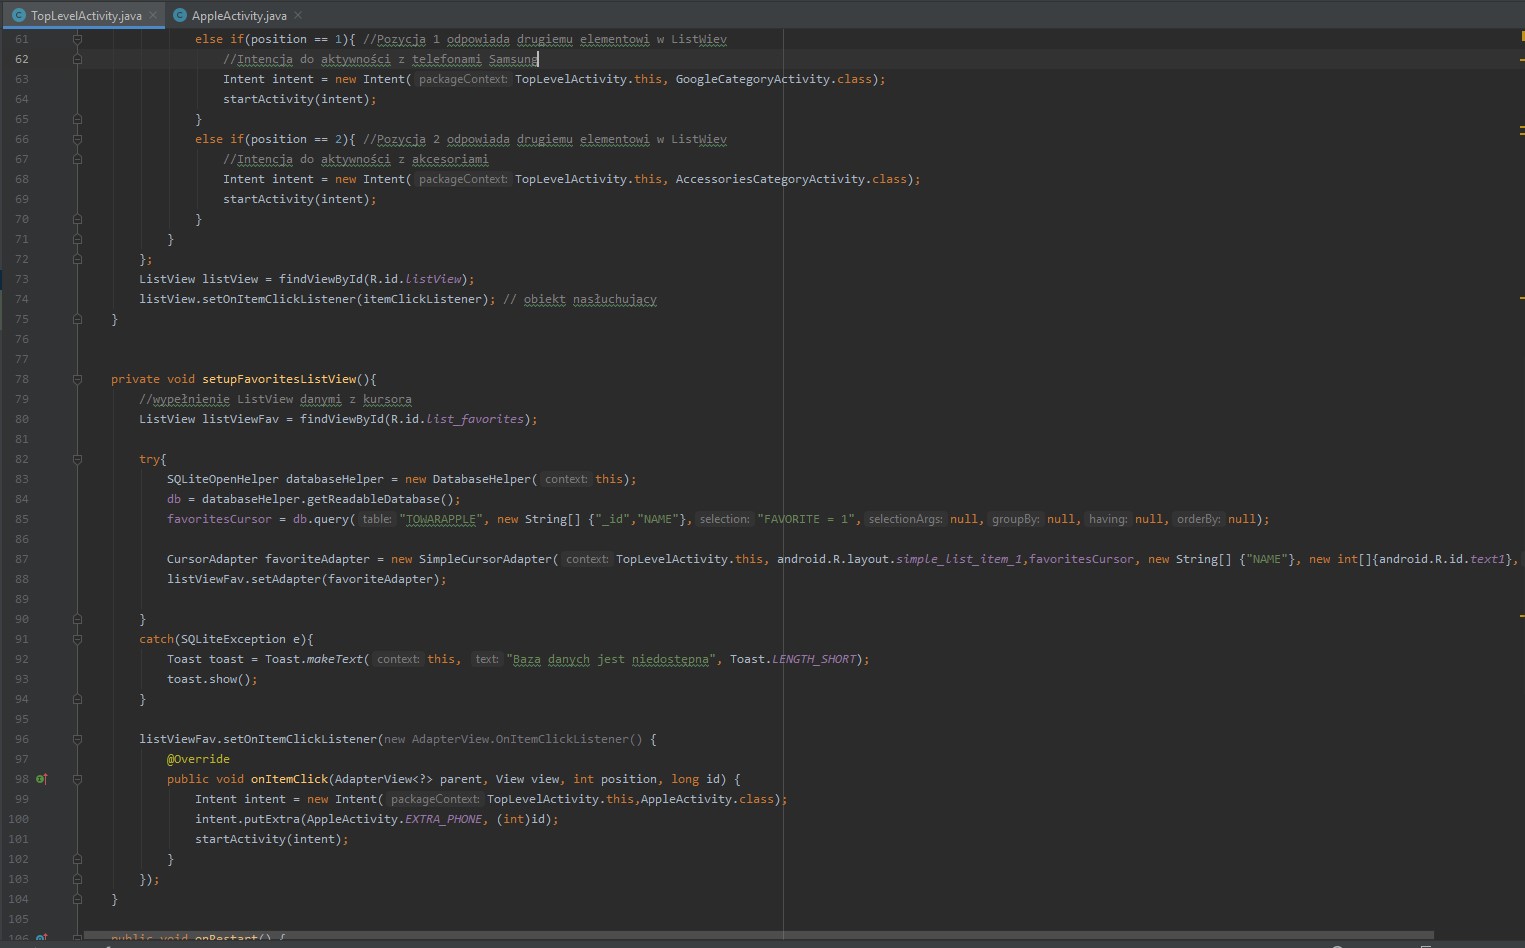 TopLevelActivity.java AppleActivity.java
61 else if(position == 1){ //Pozycja 1 odpowiada drugiemu elementowi w ListWiev
62 //Intencja do aktywności z telefonami Samsung
63 Intent intent = new Intent( packageContext: TopLevelActivity.this, GoogleCategoryActivity.class);
64 startActivity(intent);
65 }
66 else if(position == 2){ //Pozycja 2 odpowiada drugiemu elementowi w ListWiev
67 //Intencja do aktywności z akcesoriami
68 Intent intent = new Intent( packageContext: TopLevelActivity.this, AccessoriesCategoryActivity.class);
69 startActivity(intent);
70 }
71 }
72 };
73 ListView listView = findViewById(R.id.listView);
74 listView.setOnItemClickListener(itemClickListener); // obiekt nasłuchujący
75 }
76
77
78 private void setupFavoritesListView(){
79 //wypełnienie ListView danymi z kursora
80 ListView listViewFav = findViewById(R.id.list_favorites);
81
82 try{
83 SQLiteOpenHelper databaseHelper = new DatabaseHelper( context: this);
84 db = databaseHelper.getReadableDatabase();
85 favoritesCursor = db.query( table: "TOWARAPPLE", new String[] {"_id","NAME"}, selection: "FAVORITE = 1", selectionArgs: null, groupBy: null, having: null, orderBy: null);
86
87 CursorAdapter favoriteAdapter = new SimpleCursorAdapter( context: TopLevelActivity.this, android.R.layout.simple_list_item_1,favoritesCursor, new String[] {"NAME"}, new int[]{android.R.id.text1},
88 listViewFav.setAdapter(favoriteAdapter);
89
90 }
91 catch(SQLiteException e){
92 Toast toast = Toast.makeText( context: this, text: "Baza danych jest niedostępna", Toast.LENGTH_SHORT);
93 toast.show();
94 }
95
96 listViewFav.setOnItemClickListener(new AdapterView.OnItemClickListener() {
97 @Override
98 public void onItemClick(AdapterView<?> parent, View view, int position, long id) {
99 Intent intent = new Intent( packageContext: TopLevelActivity.this,AppleActivity.class);
100 intent.putExtra(AppleActivity.EXTRA_PHONE, (int)id);
101 startActivity(intent);
102 }
103 });
104 }
105
106 public void onRestart() {